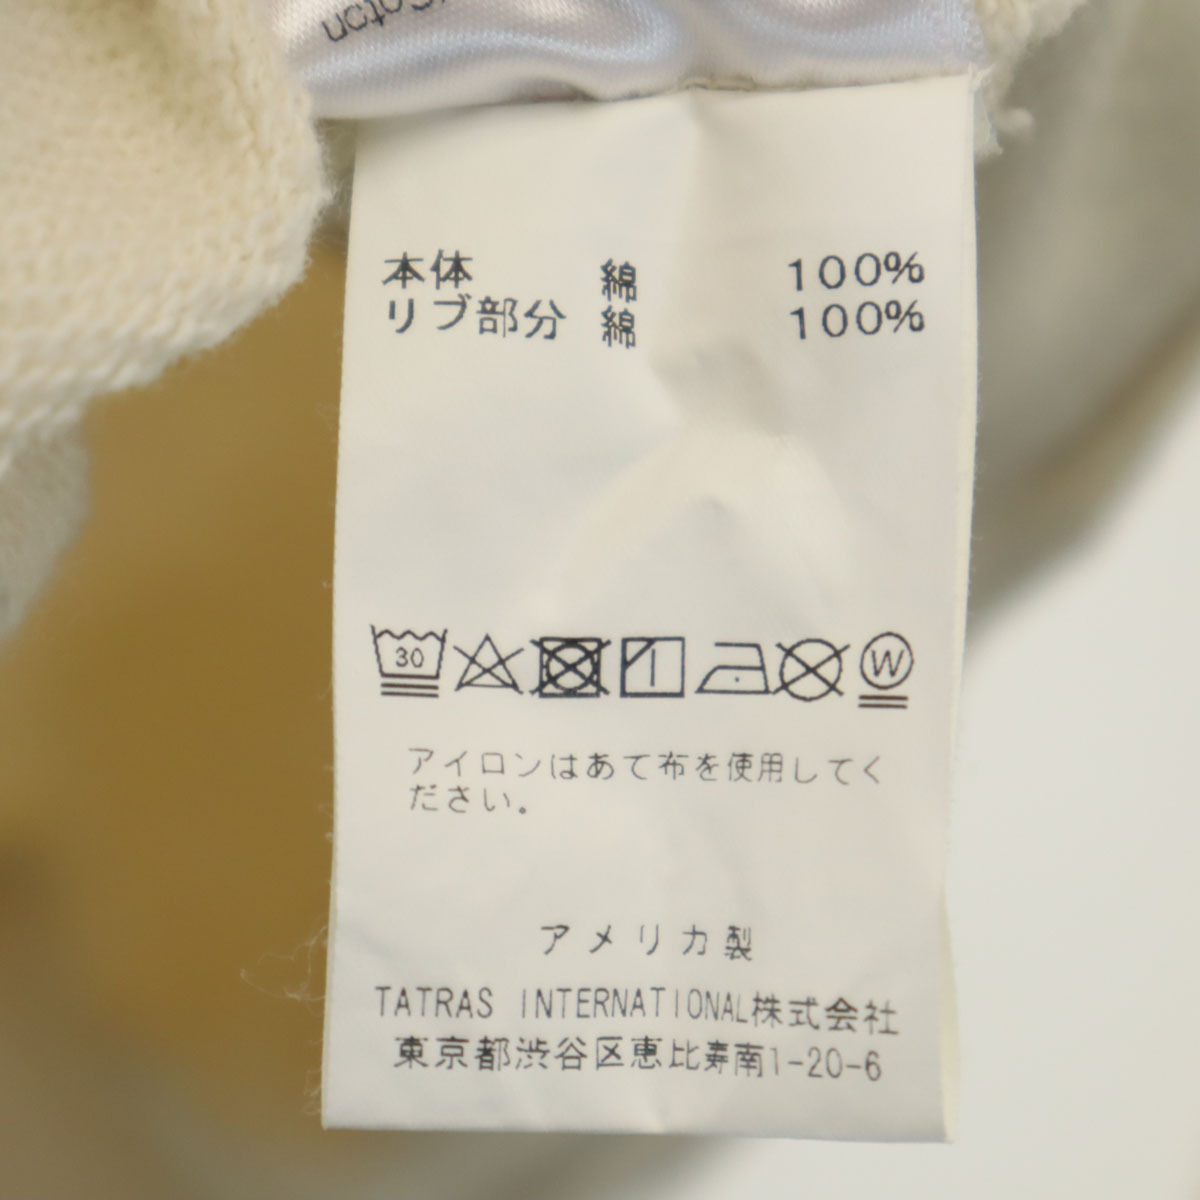 本体 綿 100%
リブ部分 綿 100%
30 W
アイロンはあて布を使用してく
ださい。
アメリカ製
TATRAS INTERNATIONAL株式会社
東京都渋谷区恵比寿南1-20-6